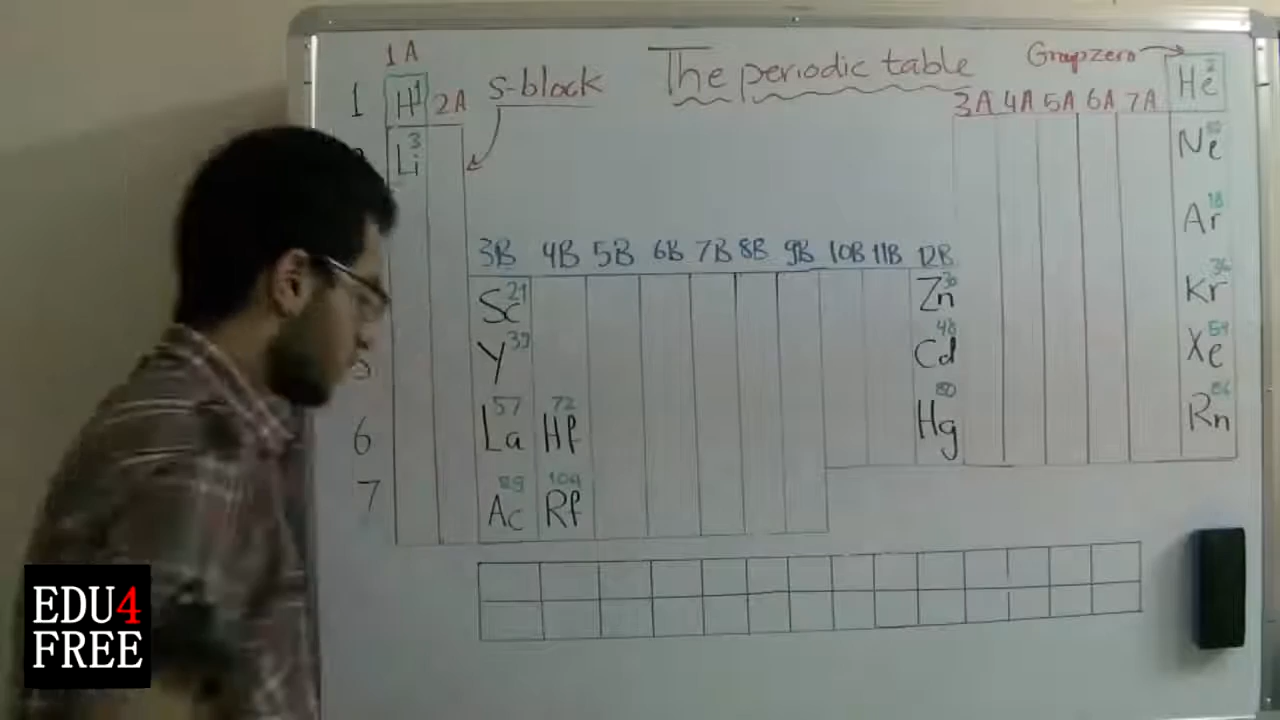 The periodic table
1A
Group zero
1 H 1 2A s-block 3A 4A 5A 6A 7A He 2
Li 3 Ne 10
Ar 18
3B 4B 5B 6B 7B 8B 9B 10B 11B 12B
Sc 21 Zn 30 Kr 36
Y 39 Cd 48 Xe 54
6 La 57 Hf 72 Hg 80 Rn 86
7 Ac 89 Rf 104
EDU4
FREE